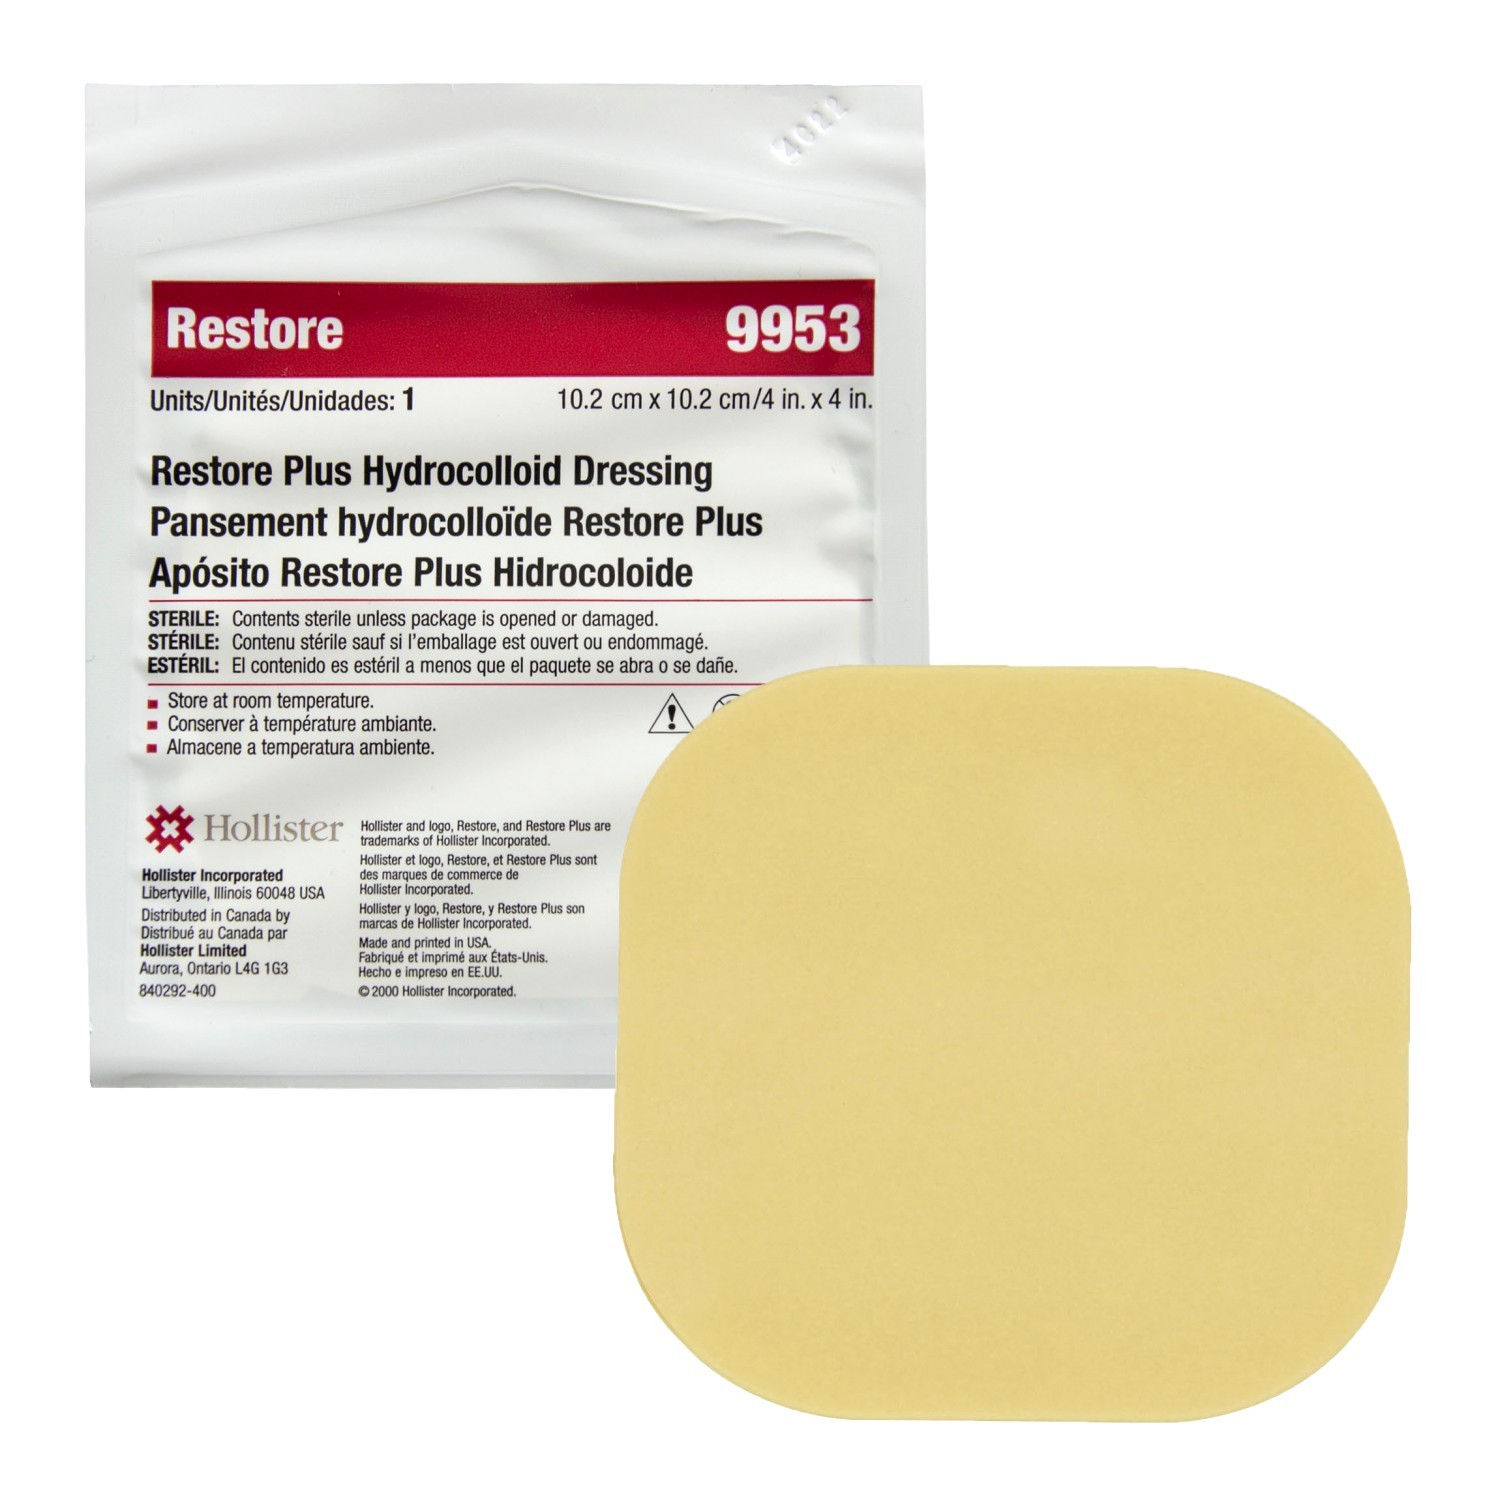 Restore 9953
Units/Unités/Unidades: 1 10.2 cm x 10.2 cm/4 in. x 4 in.
Restore Plus Hydrocolloid Dressing
Pansement hydrocolloïde Restore Plus
Apósito Restore Plus Hidrocoloide
STERILE: Contents sterile unless package is opened or damaged.
STÉRILE: Contenu stérile sauf si l'emballage est ouvert ou endommagé.
ESTÉRIL: El contenido es estéril a menos que el paquete se abra o se dañe.
Store at room temperature.
Conserver à température ambiante.
Almacene a temperatura ambiente.
Hollister
Hollister Incorporated
Libertyville, Illinois 60048 USA
Distributed in Canada by
Distribué au Canada par
Hollister Limited
Aurora, Ontario L4G 1G3
840292-400
Hollister and logo, Restore, and Restore Plus are
trademarks of Hollister Incorporated.
Hollister et logo, Restore, et Restore Plus sont
des marques de commerce de
Hollister Incorporated.
Hollister y logo, Restore, y Restore Plus son
marcas de Hollister Incorporated.
Made and printed in USA.
Fabriqué et imprimé aux États-Unis.
Hecho e impreso en EE.UU.
© 2000 Hollister Incorporated.